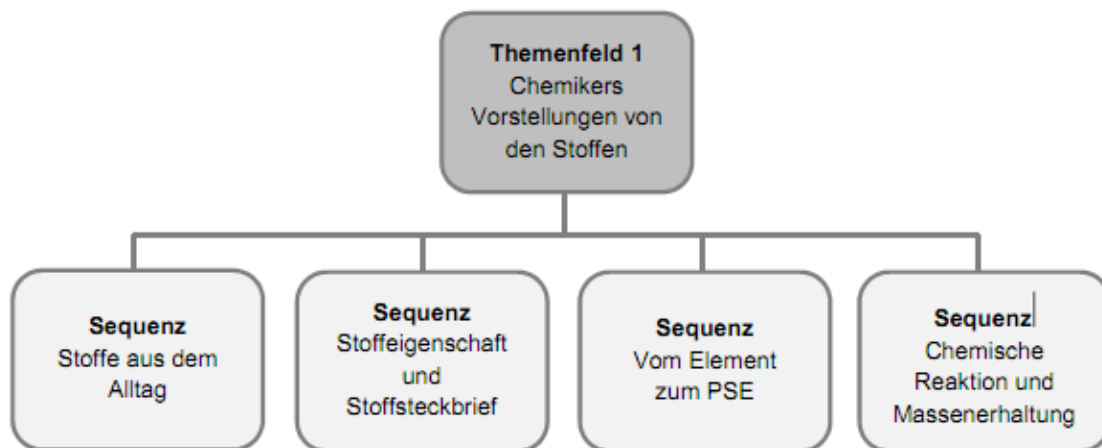 Themenfeld 1
Chemikers
Vorstellungen von
den Stoffen
Sequenz
Stoffe aus dem
Alltag
Sequenz
Stoffeigenschaft
und
Stoffsteckbrief
Sequenz
Vom Element
zum PSE
Sequenz
Chemische
Reaktion und
Massenerhaltung